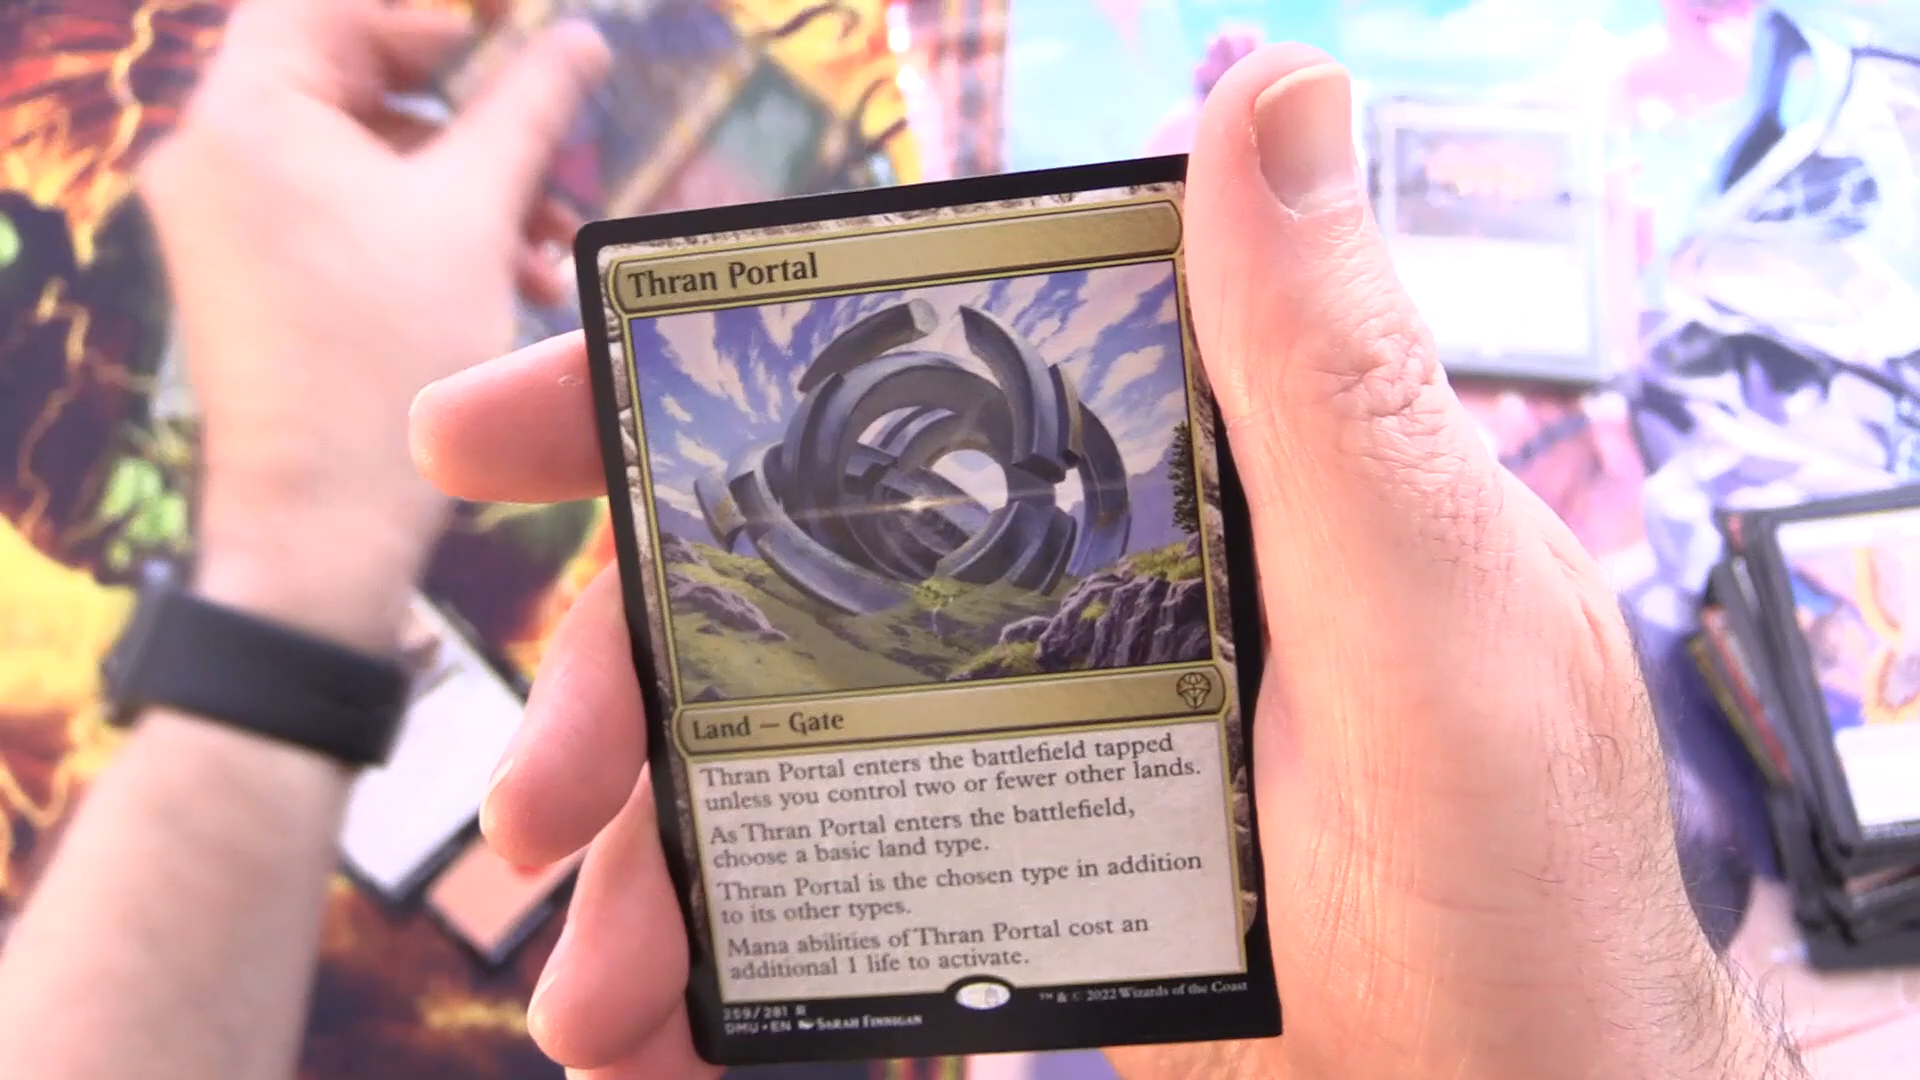 Thran Portal
Land — Gate
Thran Portal enters the battlefield tapped
unless you control two or fewer other lands.
As Thran Portal enters the battlefield,
choose a basic land type.
Thran Portal is the chosen type in addition
to its other types.
Mana abilities of Thran Portal cost an
additional 1 life to activate.
259/281 R
DMU • EN Sarah Finnigan
™ & © 2022 Wizards of the Coast